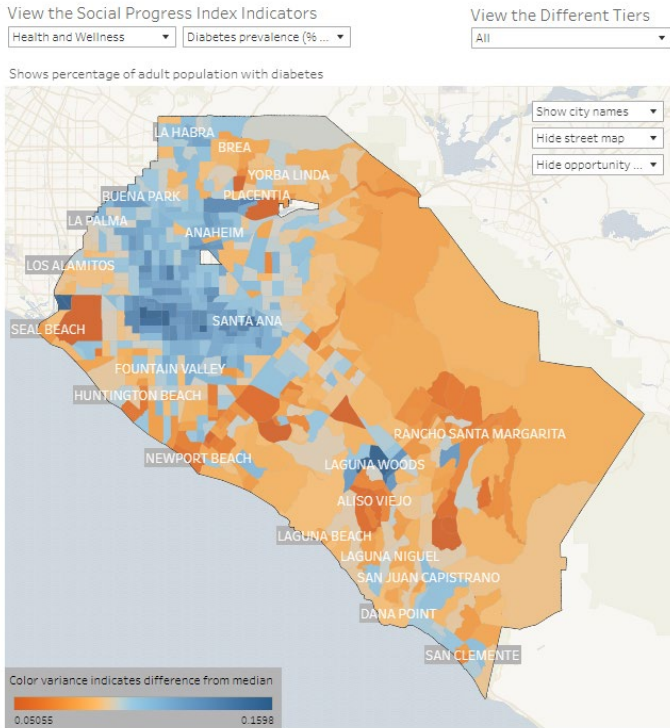 View the Social Progress Index Indicators
View the Different Tiers
Health and Wellness
Diabetes prevalence (% ...
All
Shows percentage of adult population with diabetes
Show city names
Hide street map
Hide opportunity ...
LA HABRA
BREA
YORBA LINDA
PLACENTIA
BUENA PARK
LA PALMA
ANAHEIM
LOS ALAMITOS
SANTA ANA
SEAL BEACH
FOUNTAIN VALLEY
HUNTINGTON BEACH
RANCHO SANTA MARGARITA
NEWPORT BEACH
LAGUNA WOODS
ALISO VIEJO
LAGUNA BEACH
LAGUNA NIGUEL
SAN JUAN CAPISTRANO
DANA POINT
SAN CLEMENTE
Color variance indicates difference from median
0.05055
0.1598